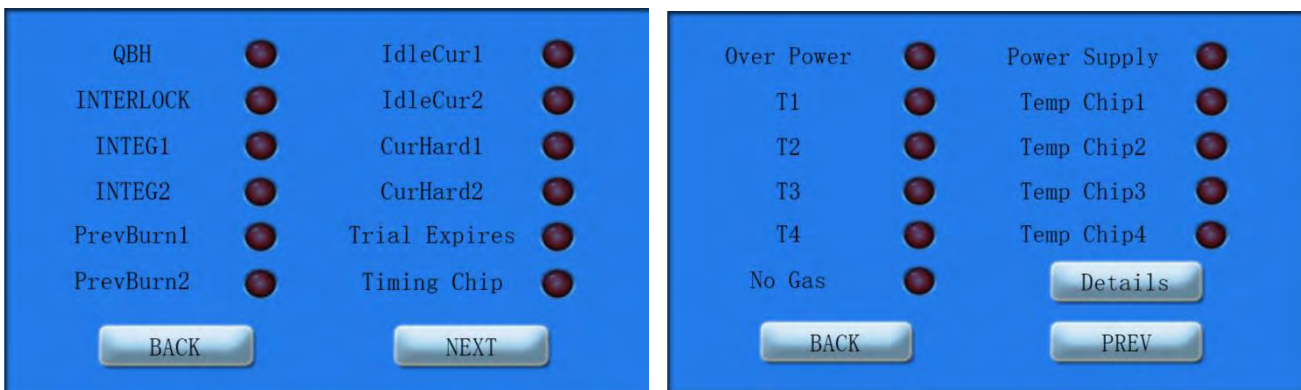 QBH
IdleCur1
INTERLOCK
IdleCur2
INTEG1
CurHard1
INTEG2
CurHard2
PrevBurn1
Trial Expires
PrevBurn2
Timing Chip
BACK
NEXT
Over Power
Power Supply
T1
Temp Chip1
T2
Temp Chip2
T3
Temp Chip3
T4
Temp Chip4
No Gas
Details
BACK
PREV